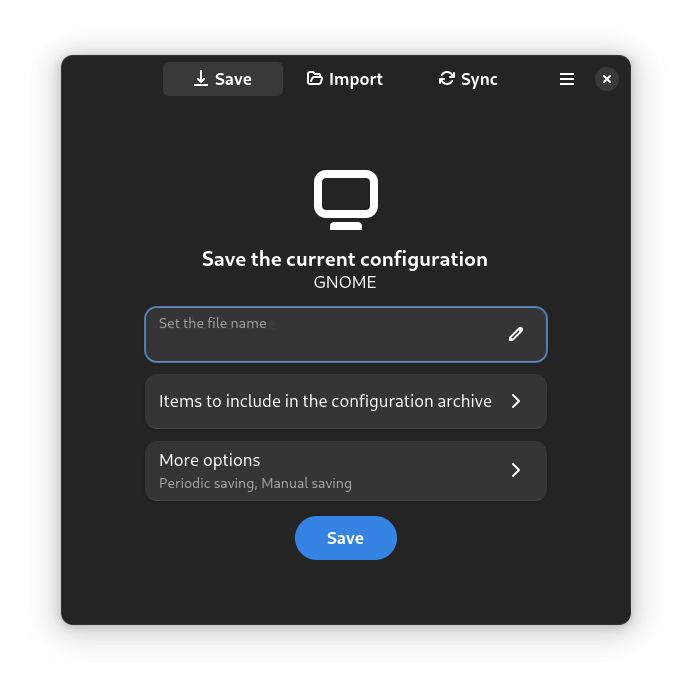 Save
Import
Sync
Save the current configuration
GNOME
Set the file name
Items to include in the configuration archive
More options
Periodic saving, Manual saving
Save